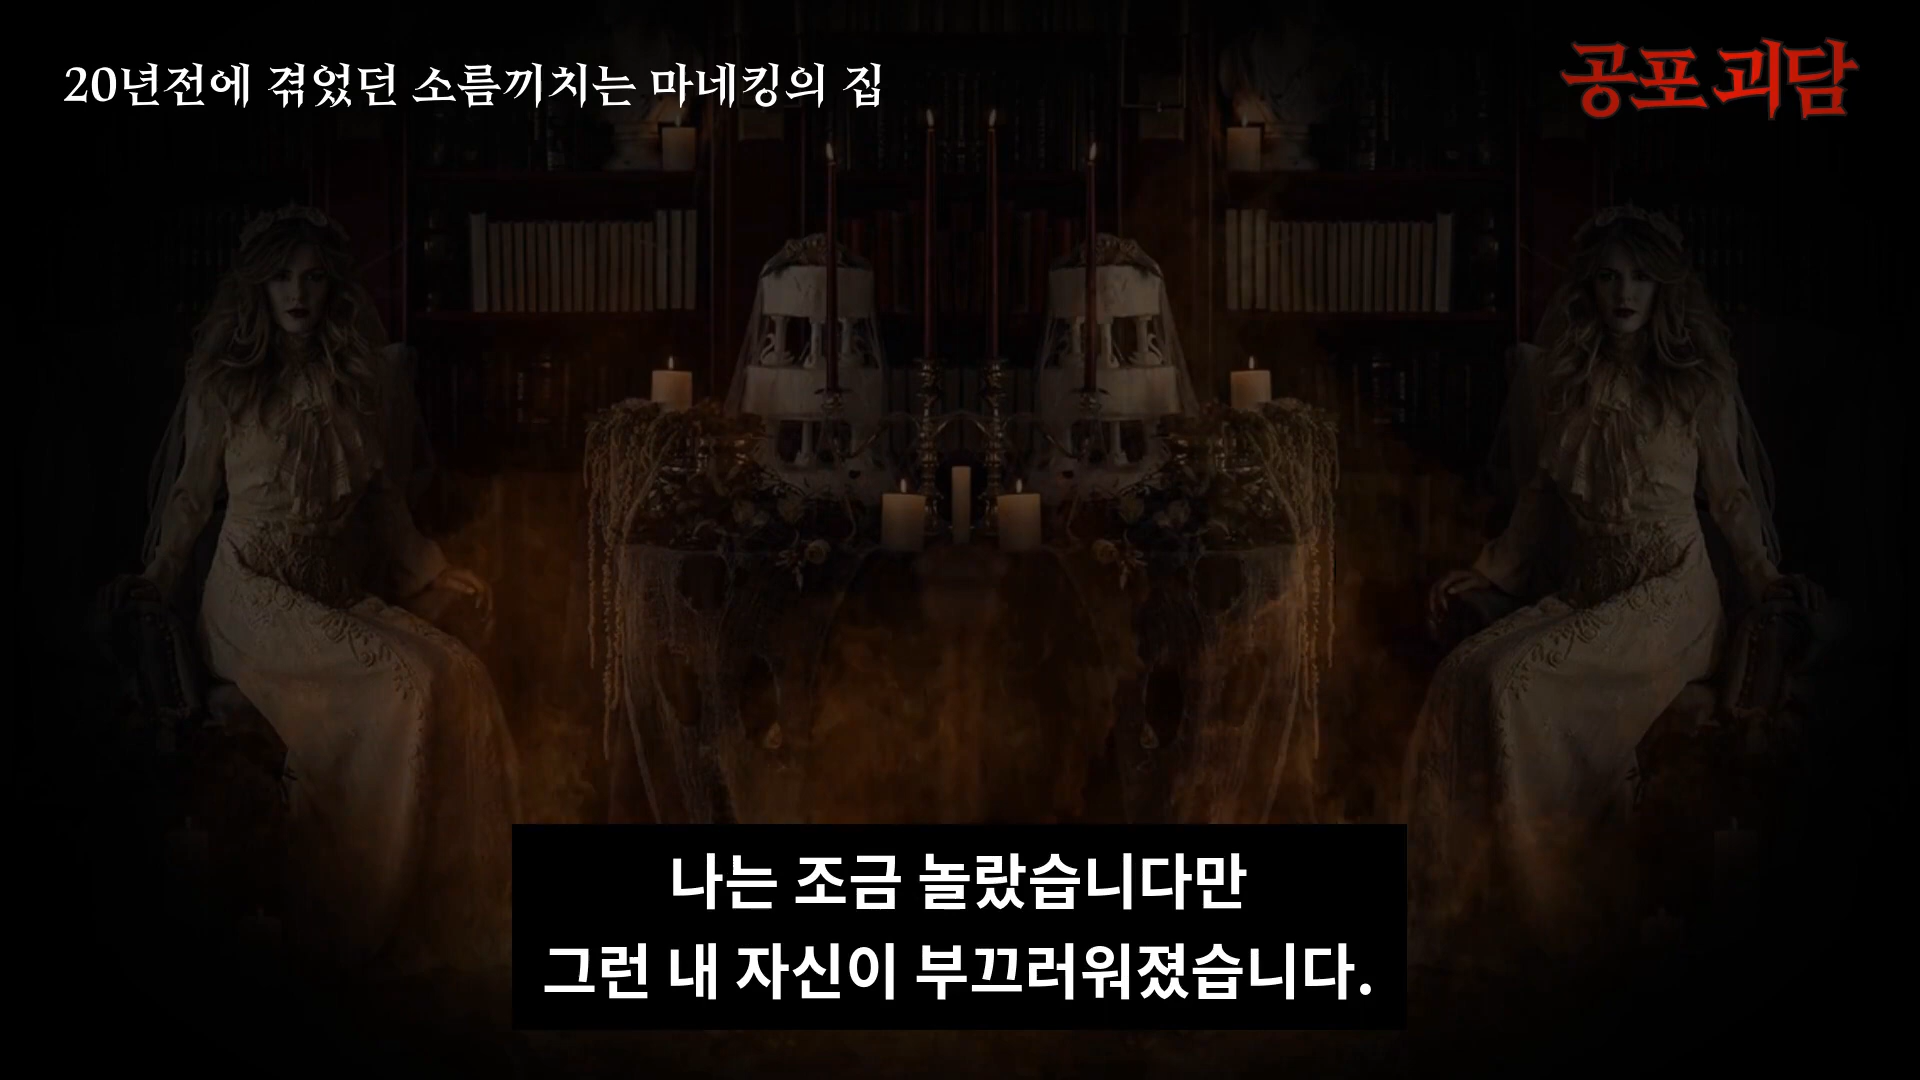 20년전에 겪었던 소름끼치는 마네킹의 집
공포 괴담
나는 조금 놀랐습니다만
그런 내 자신이 부끄러워졌습니다.